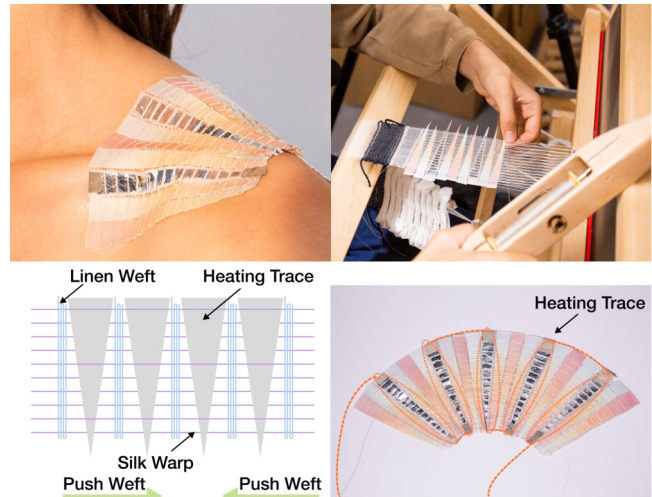 Linen Weft
Heating Trace
Silk Warp
Push Weft
Push Weft
Heating Trace